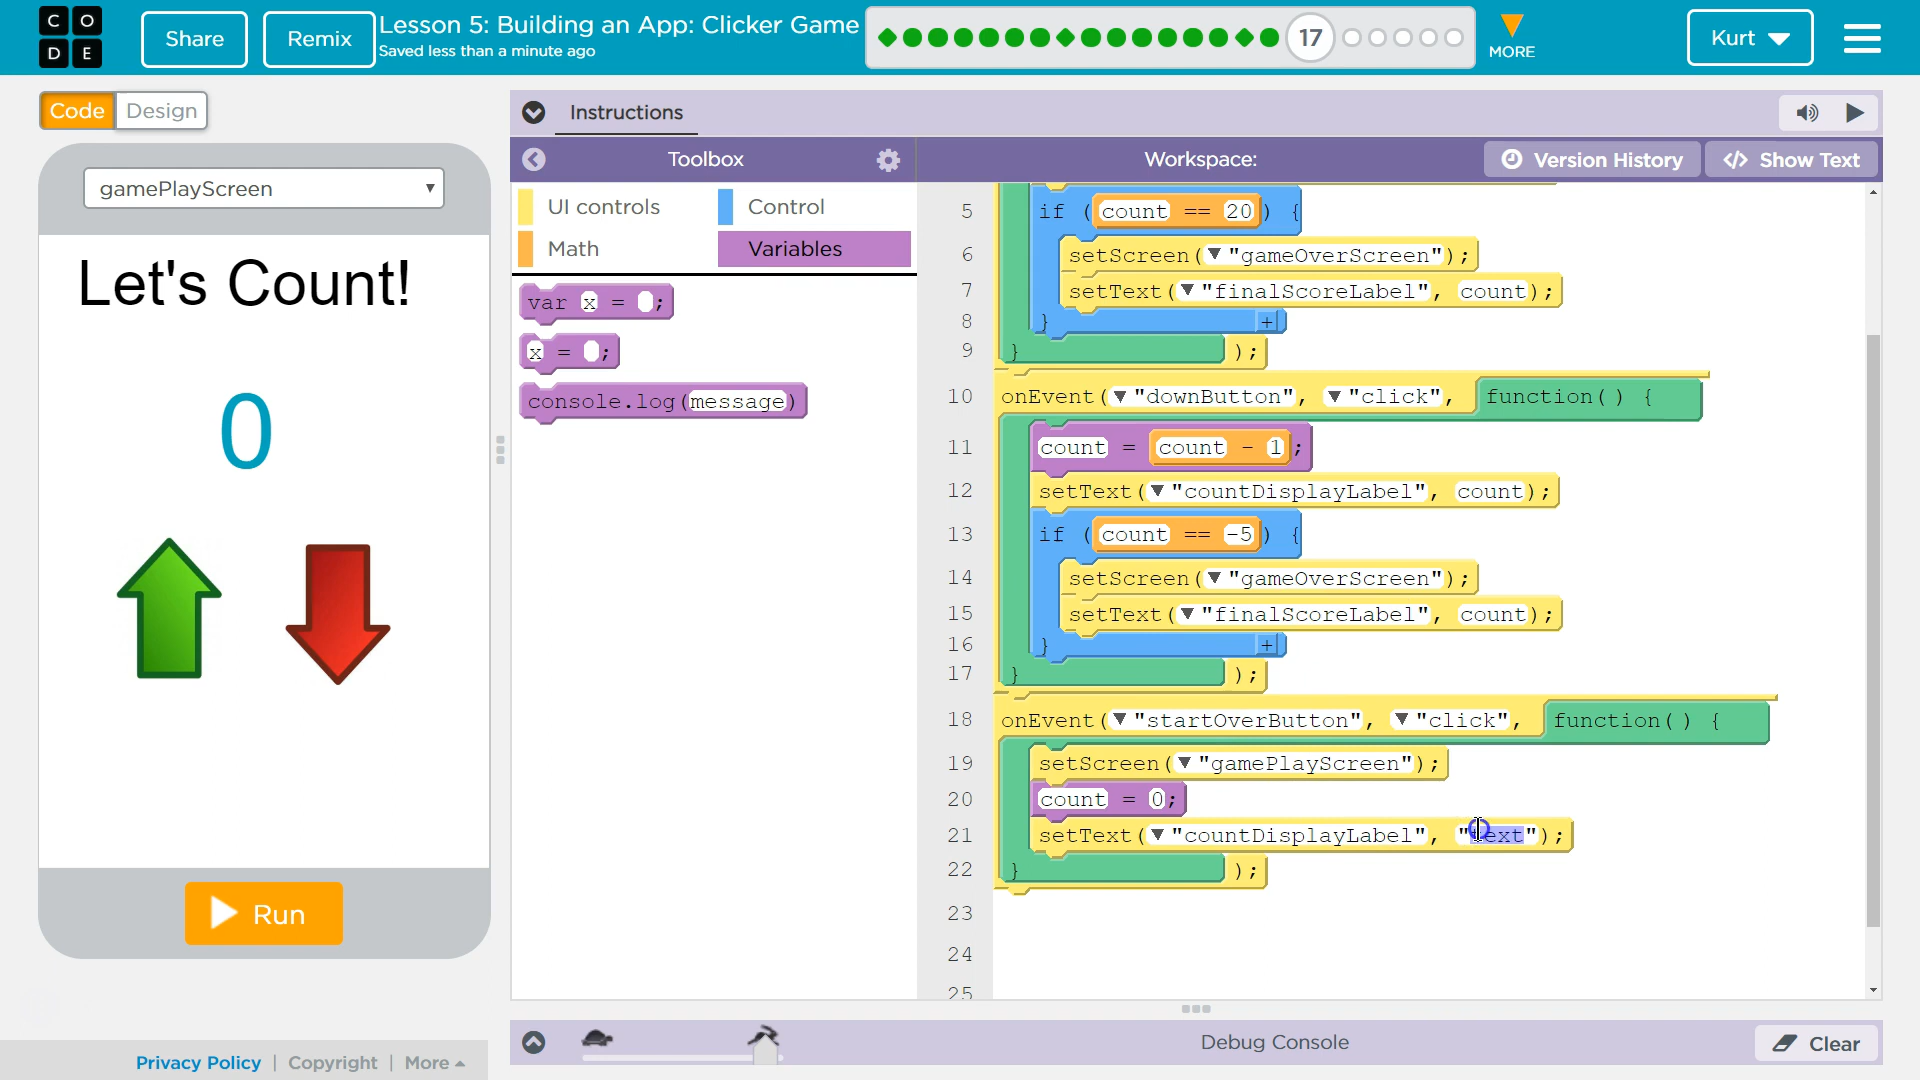 CO
DE
Share
Remix
Lesson 5: Building an App: Clicker Game
Saved less than a minute ago
17
MORE
Kurt
Code
Design
gamePlayScreen
Let's Count!
0
Run
Privacy Policy | Copyright | More
Instructions
Toolbox
Workspace:
Version History
Show Text
UI controls
Control
Math
Variables
var x = ;
x = ;
console.log(message)
5 if (count == 20) {
6 setScreen("gameOverScreen");
7 setText("finalScoreLabel", count);
8 } +
9 } );
10 onEvent("downButton", "click", function() {
11 count = count - 1;
12 setText("countDisplayLabel", count);
13 if (count == -5) {
14 setScreen("gameOverScreen");
15 setText("finalScoreLabel", count);
16 } +
17 } );
18 onEvent("startOverButton", "click", function() {
19 setScreen("gamePlayScreen");
20 count = 0;
21 setText("countDisplayLabel", "text");
22 } );
23
24
25
Debug Console
Clear